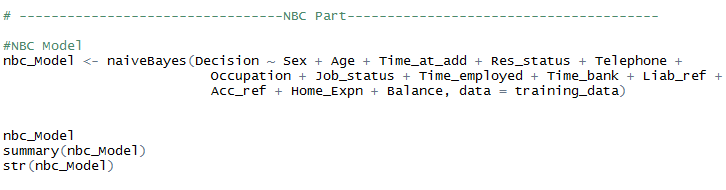 # ---------------------------------NBC Part---------------------------------------
#NBC Model
nbc_Model <- naiveBayes(Decision ~ Sex + Age + Time_at_add + Res_status + Telephone +
Occupation + Job_status + Time_employed + Time_bank + Liab_ref +
Acc_ref + Home_Expn + Balance, data = training_data)
nbc_Model
summary(nbc_Model)
str(nbc_Model)